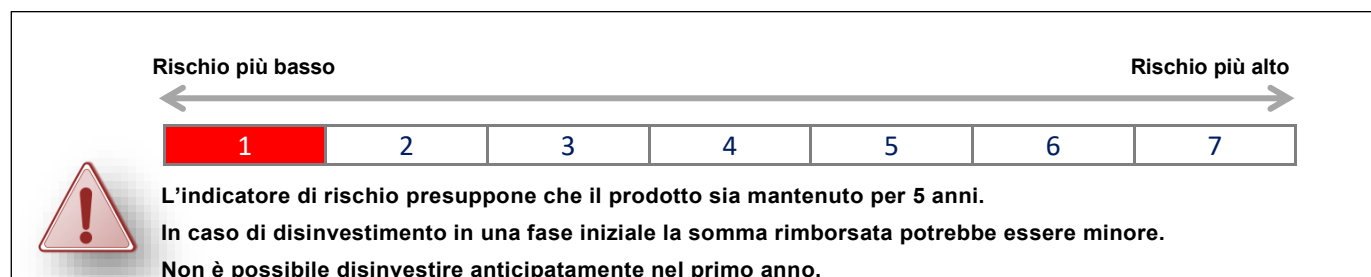 Rischio più basso Rischio più alto
1 2 3 4 5 6 7
L’indicatore di rischio presuppone che il prodotto sia mantenuto per 5 anni.
In caso di disinvestimento in una fase iniziale la somma rimborsata potrebbe essere minore.
Non è possibile disinvestire anticipatamente nel primo anno.